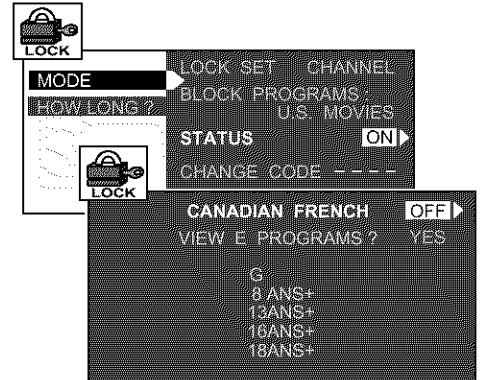 LOCK
MODE
HOW LONG ?
LOCK SET CHANNEL
BLOCK PROGRAMS :
U.S. MOVIES
STATUS ON
CHANGE CODE – – – –
LOCK
CANADIAN FRENCH OFF
VIEW E PROGRAMS ? YES
G
8 ANS+
13ANS+
16ANS+
18ANS+